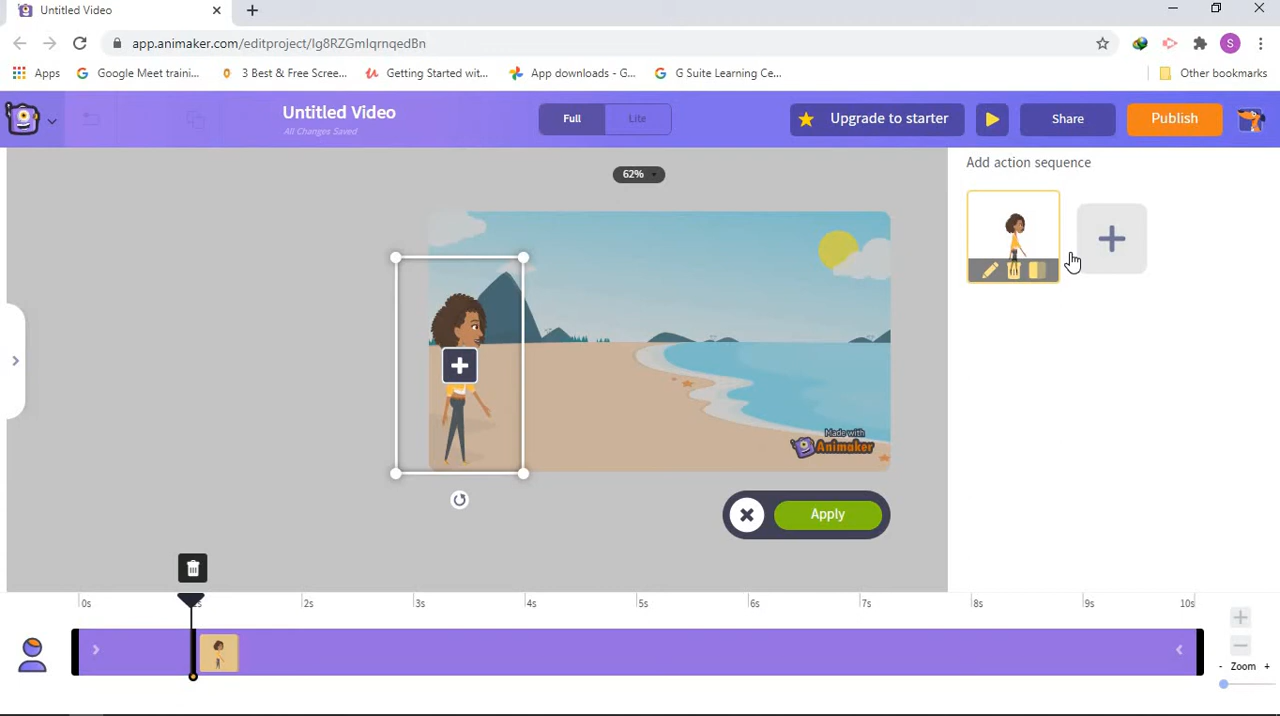 Untitled Video
app.animaker.com/editproject/Ig8RZGmIqrnqedBn
Apps
Google Meet traini...
3 Best & Free Scree...
Getting Started wit...
App downloads - G...
G Suite Learning Ce...
Other bookmarks
S
Untitled Video
All Changes Saved
Full
Lite
Upgrade to starter
Share
Publish
62%
Add action sequence
Made with
Animaker
Apply
0s
2s
3s
4s
5s
6s
7s
8s
9s
10s
- Zoom +